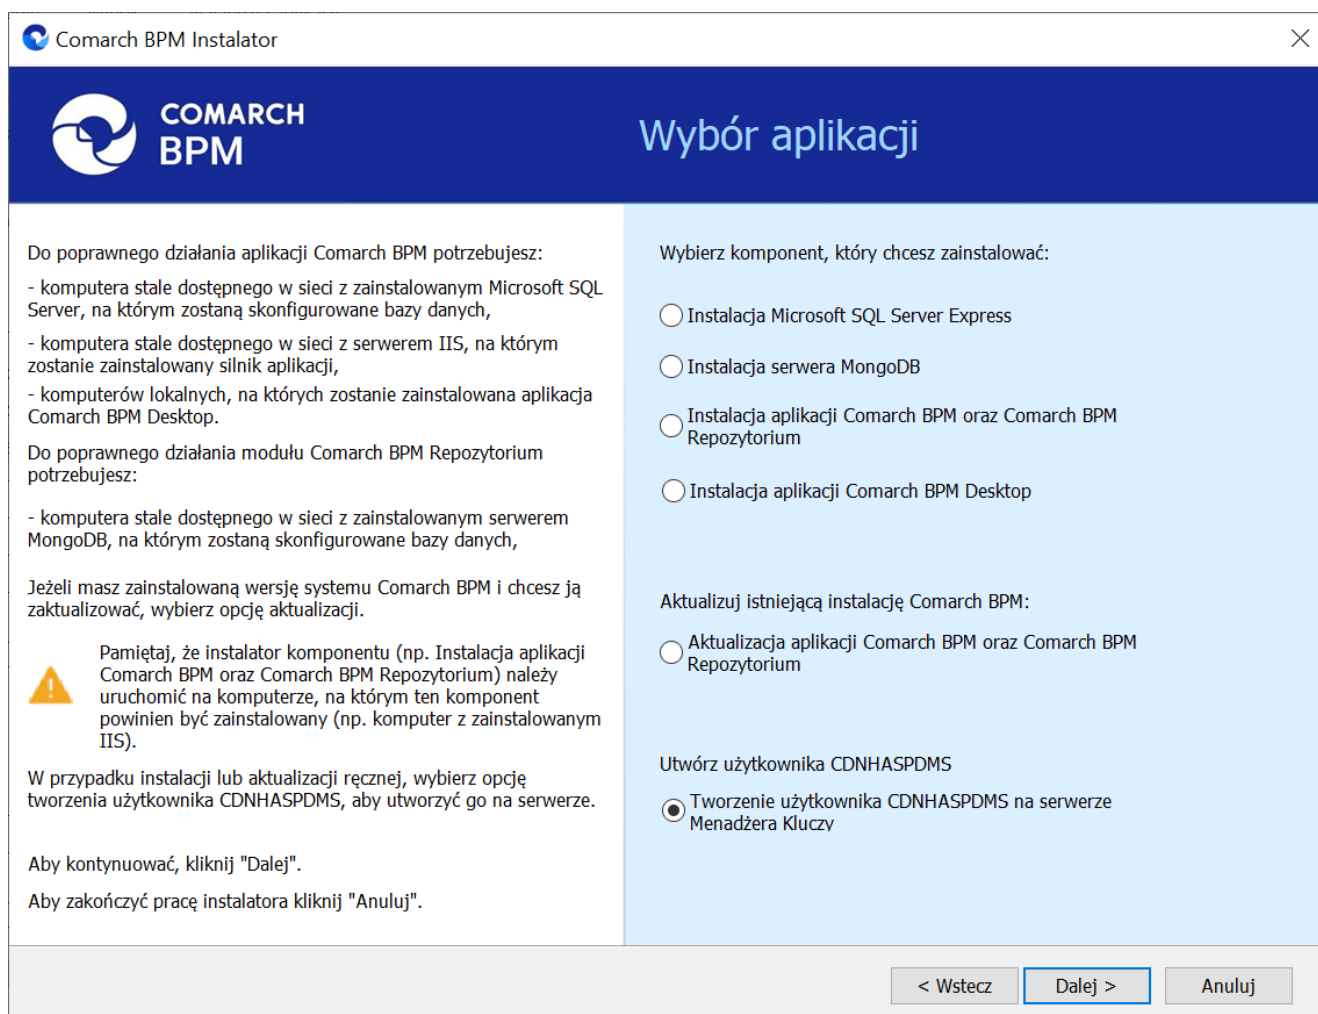 Comarch BPM Instalator
COMARCH
BPM
Wybór aplikacji
Do poprawnego działania aplikacji Comarch BPM potrzebujesz:
- komputera stale dostępnego w sieci z zainstalowanym Microsoft SQL
Server, na którym zostaną skonfigurowane bazy danych,
- komputera stale dostępnego w sieci z serwerem IIS, na którym
zostanie zainstalowany silnik aplikacji,
- komputerów lokalnych, na których zostanie zainstalowana aplikacja
Comarch BPM Desktop.
Do poprawnego działania modułu Comarch BPM Repozytorium
potrzebujesz:
- komputera stale dostępnego w sieci z zainstalowanym serwerem
MongoDB, na którym zostaną skonfigurowane bazy danych,
Jeżeli masz zainstalowaną wersję systemu Comarch BPM i chcesz ją
zaktualizować, wybierz opcję aktualizacji.
Pamiętaj, że instalator komponentu (np. Instalacja aplikacji
Comarch BPM oraz Comarch BPM Repozytorium) należy
uruchomić na komputerze, na którym ten komponent
powinien być zainstalowany (np. komputer z zainstalowanym
IIS).
W przypadku instalacji lub aktualizacji ręcznej, wybierz opcję
tworzenia użytkownika CDNHASPDMS, aby utworzyć go na serwerze.
Aby kontynuować, kliknij "Dalej".
Aby zakończyć pracę instalatora kliknij "Anuluj".
Wybierz komponent, który chcesz zainstalować:
Instalacja Microsoft SQL Server Express
Instalacja serwera MongoDB
Instalacja aplikacji Comarch BPM oraz Comarch BPM
Repozytorium
Instalacja aplikacji Comarch BPM Desktop
Aktualizuj istniejącą instalację Comarch BPM:
Aktualizacja aplikacji Comarch BPM oraz Comarch BPM
Repozytorium
Utwórz użytkownika CDNHASPDMS
Tworzenie użytkownika CDNHASPDMS na serwerze
Menadżera Kluczy
< Wstecz
Dalej >
Anuluj